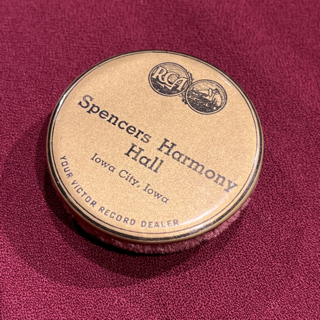 RCA
Spencers Harmony
Hall
Iowa City, Iowa
YOUR VICTOR RECORD DEALER